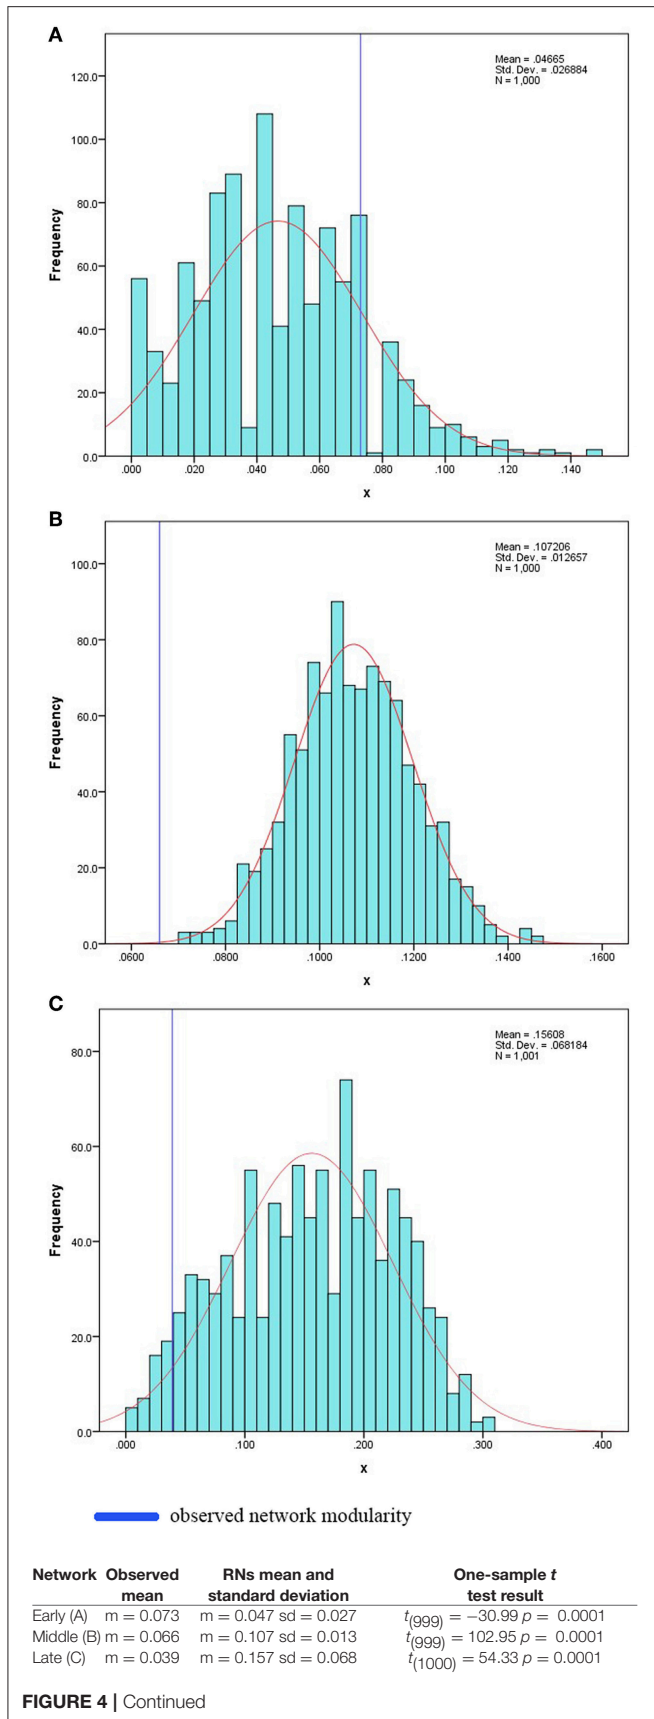 A
Mean = .04665
Std. Dev. = .026884
N = 1,000
120.0
100.0
80.0
60.0
40.0
20.0
0.0
Frequency
.000 .020 .040 .060 .080 .100 .120 .140
x
B
Mean = .107206
Std. Dev. = .012657
N = 1,000
100.0
80.0
60.0
40.0
20.0
0.0
Frequency
.0600 .0800 .1000 .1200 .1400 .1600
x
C
Mean = .15608
Std. Dev. = .068184
N = 1,001
80.0
60.0
40.0
20.0
0.0
Frequency
.000 .100 .200 .300 .400
x
observed network modularity
Network Observed mean RNs mean and standard deviation One-sample t test result
Early (A) m = 0.073 m = 0.047 sd = 0.027 t(999) = −30.99 p = 0.0001
Middle (B) m = 0.066 m = 0.107 sd = 0.013 t(999) = 102.95 p = 0.0001
Late (C) m = 0.039 m = 0.157 sd = 0.068 t(1000) = 54.33 p = 0.0001
FIGURE 4 | Continued